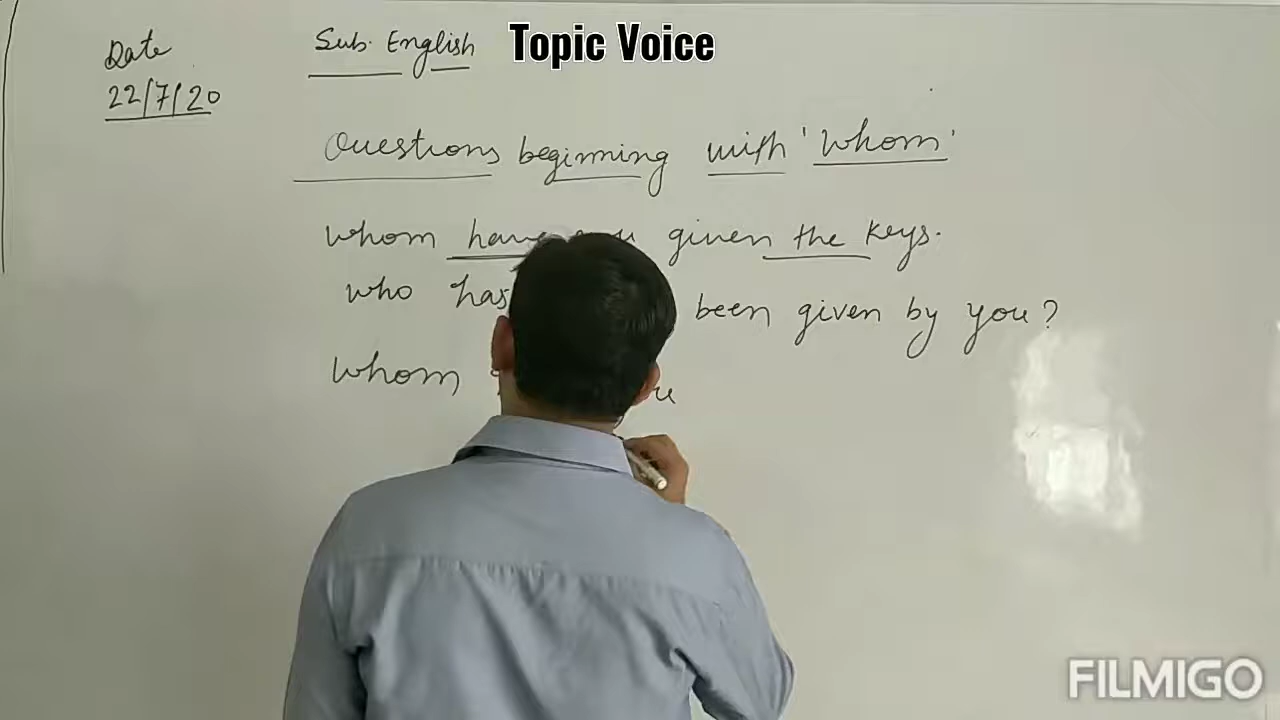 Topic Voice
Date
22/7/20
Sub. English
Questions beginning with 'Whom'
Whom have given the keys.
who has been given by you?
Whom
FILMIGO